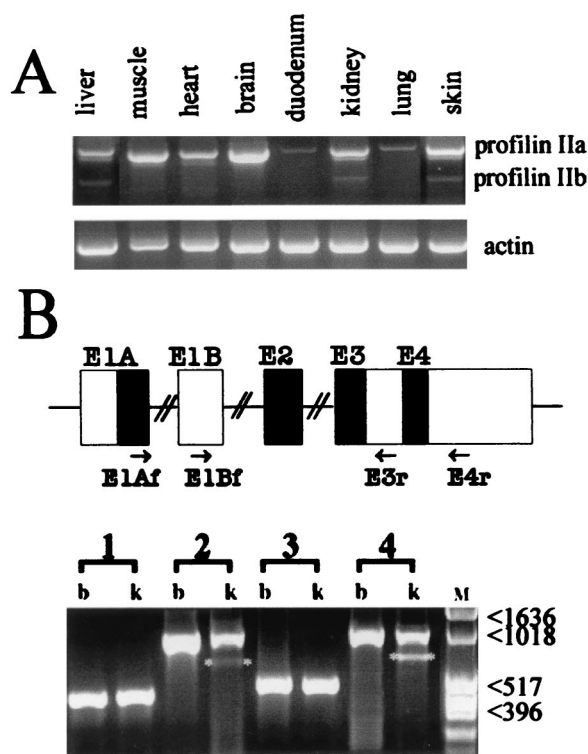 A
liver muscle heart brain duodenum kidney lung skin
profilin IIa
profilin IIb
actin
B
E1A E1B E2 E3 E4
E1Af E1Bf E3r E4r
1 2 3 4
b k b k b k b k M
<1636
<1018
* *
* *
<517
<396